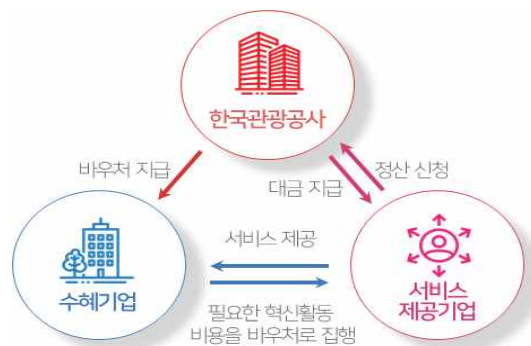 한국관광공사
바우처 지급
대금 지급
정산 신청
서비스 제공
수혜기업
서비스
제공기업
필요한 혁신활동
비용을 바우처로 집행